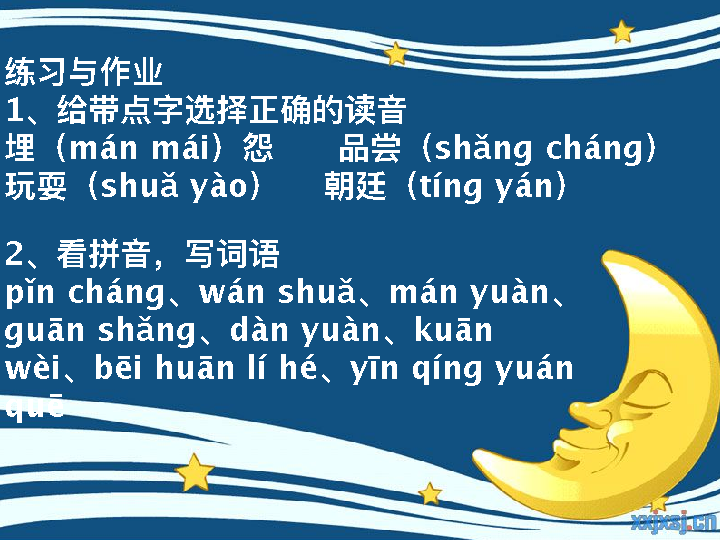 练习与作业
1、给带点字选择正确的读音
埋（mán mái）怨 品尝（shǎng cháng）
玩耍（shuǎ yào） 朝廷（tíng yán）
2、看拼音，写词语
pǐn cháng、wán shuǎ、mán yuàn、
guān shǎng、dàn yuàn、kuān
wèi、bēi huān lí hé、yīn qíng yuán
quē
xxjxsj.cn